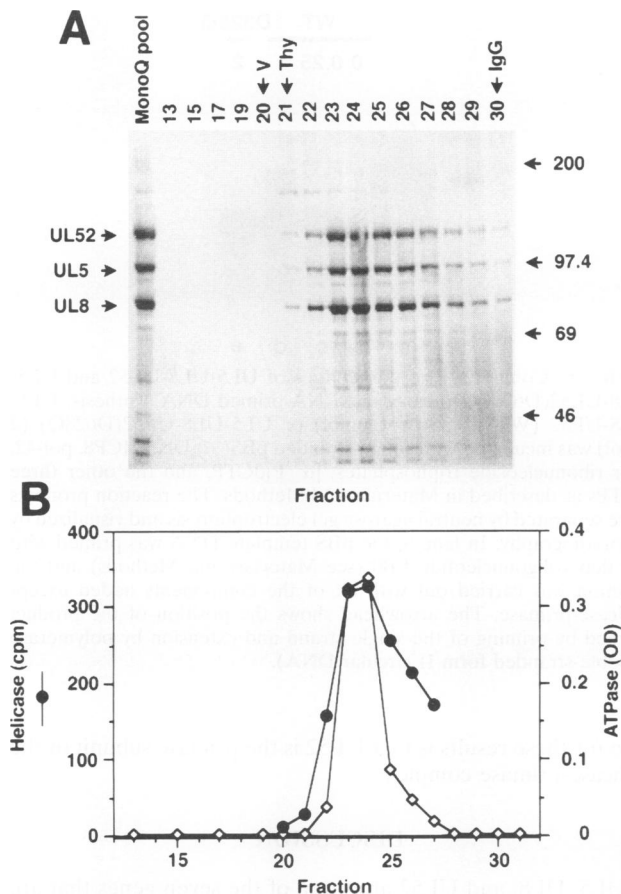 A
MonoQ pool
13
15
17
19
20 ← V
21 ← Thy
22
23
24
25
26
27
28
29
30 ← IgG
200
UL52
97.4
UL5
UL8
69
46
Fraction
B
Helicase (cpm)
400
300
200
100
0
0.4
0.3
0.2
0.1
0
ATPase (OD)
15
20
25
30
Fraction